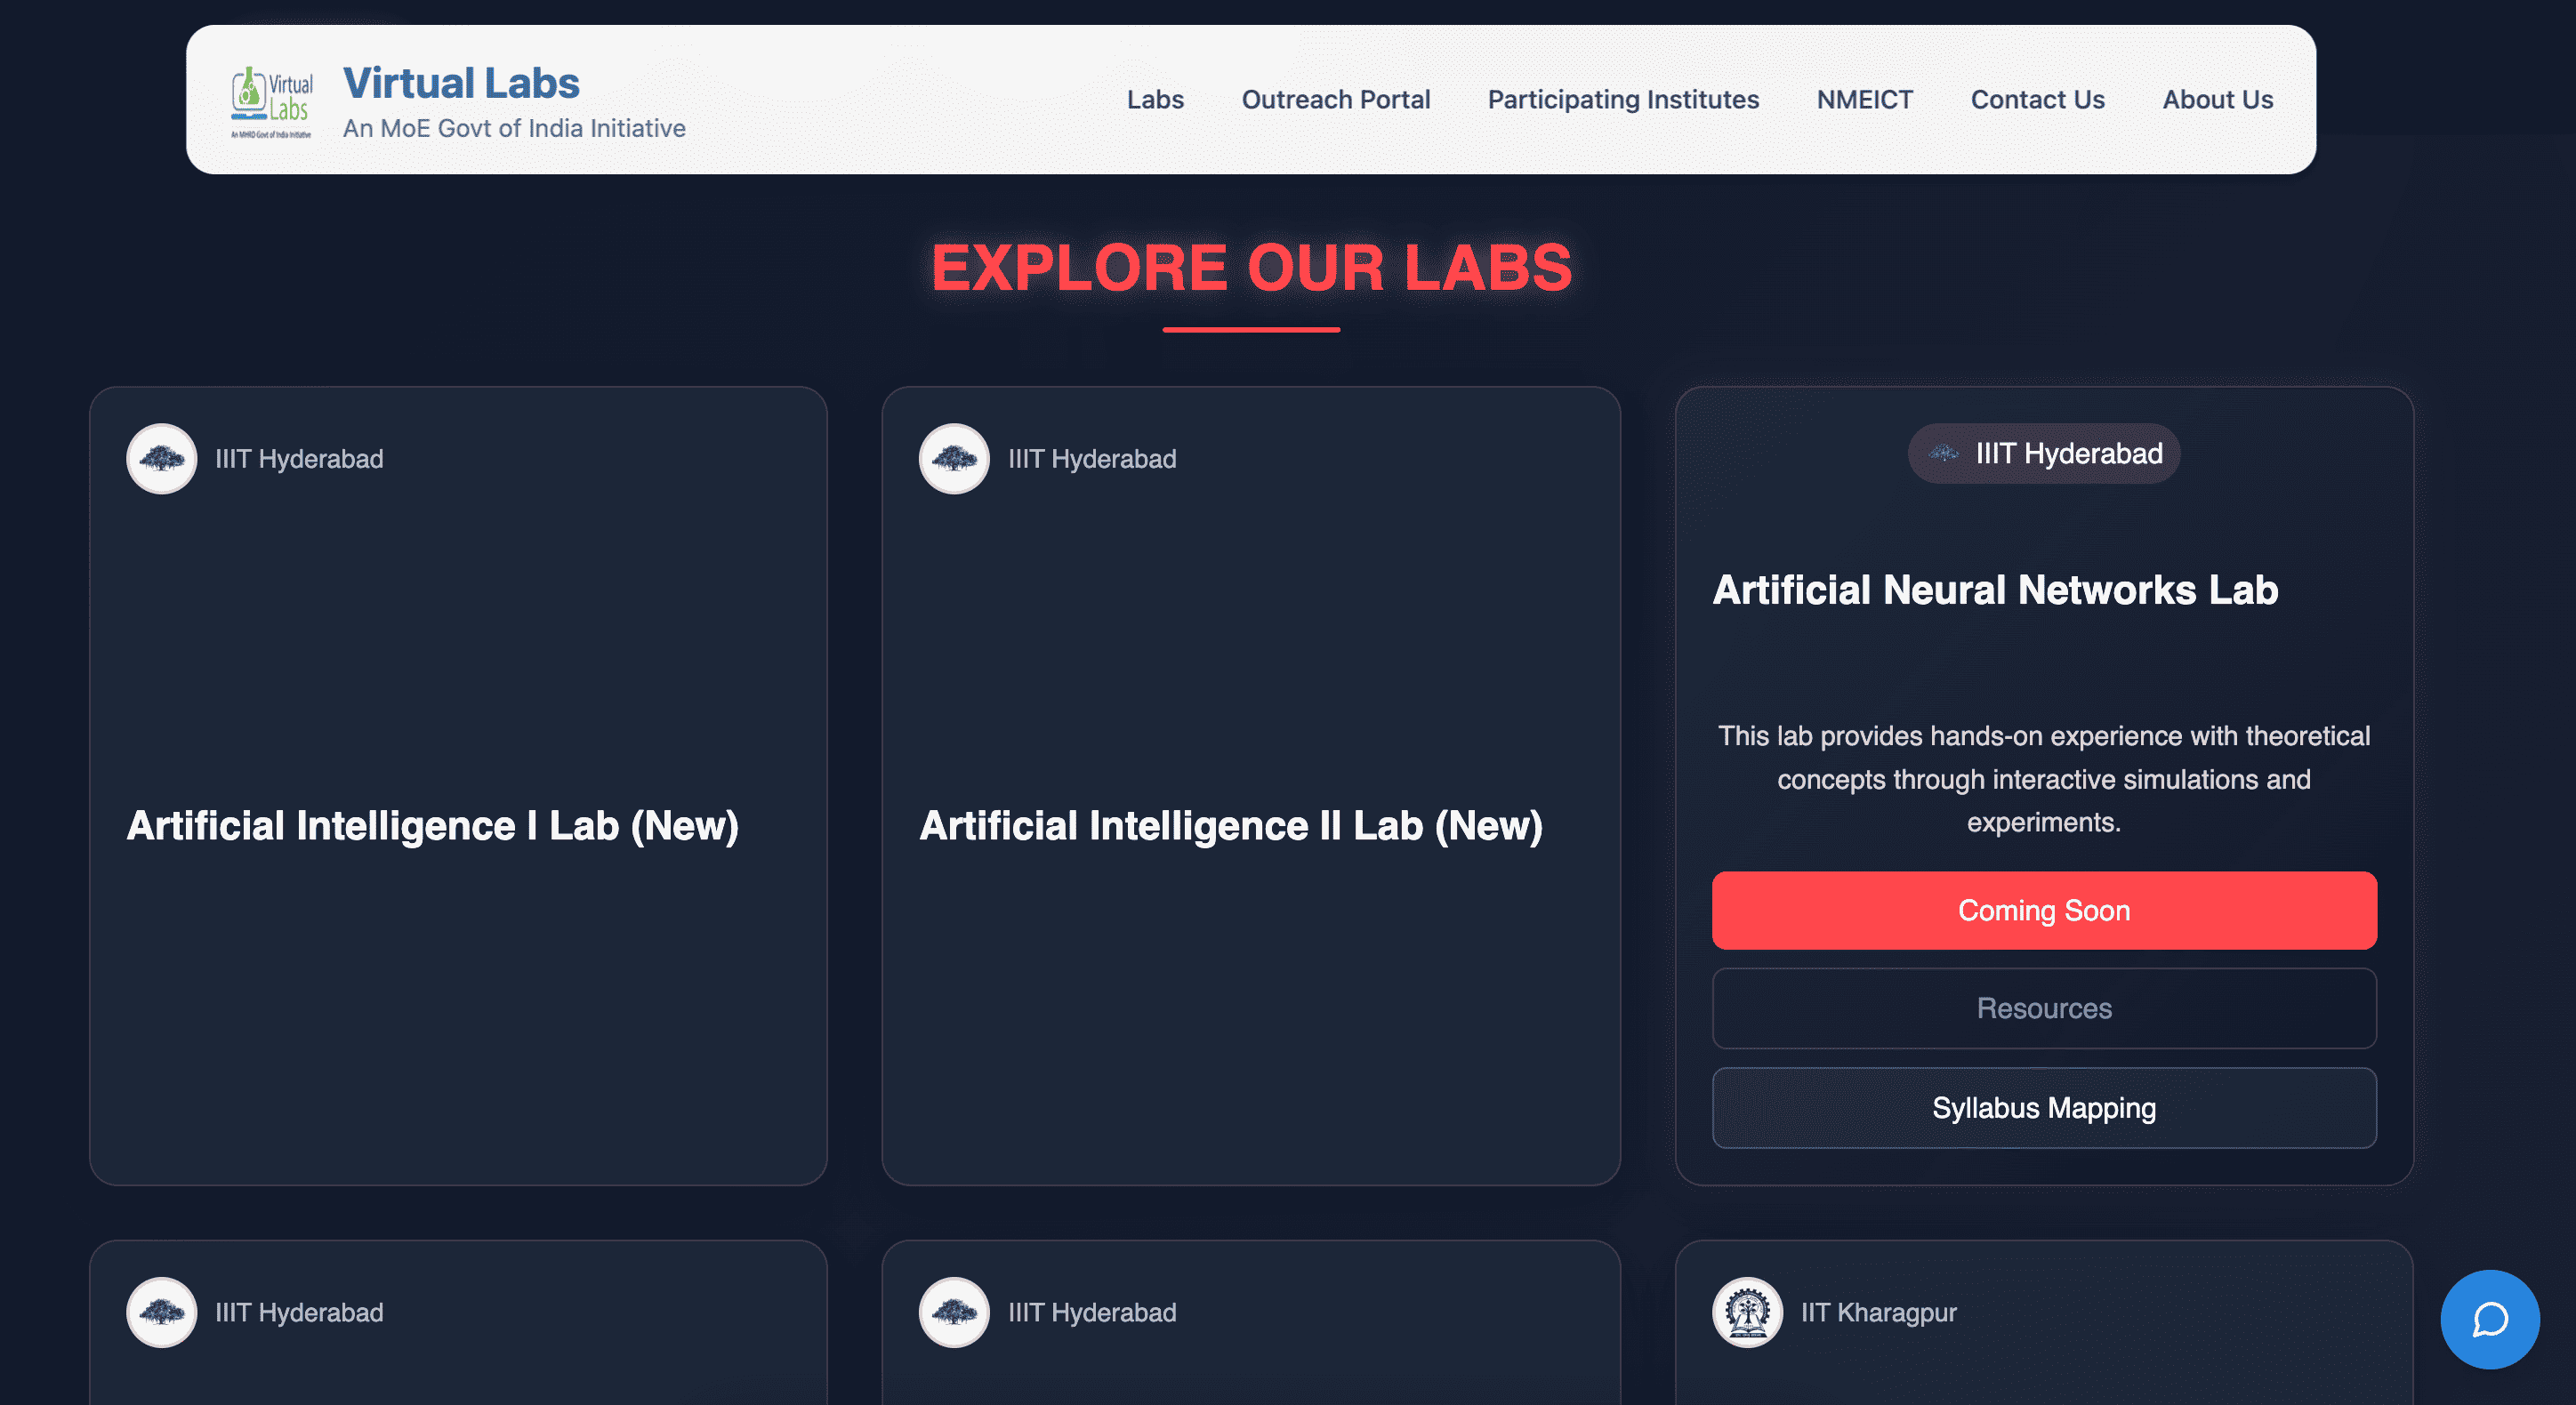 Virtual
Labs
An MHRD Govt of India Initiative
Virtual Labs
An MoE Govt of India Initiative
Labs
Outreach Portal
Participating Institutes
NMEICT
Contact Us
About Us
EXPLORE OUR LABS
IIIT Hyderabad
Artificial Intelligence I Lab (New)
IIIT Hyderabad
Artificial Intelligence II Lab (New)
IIIT Hyderabad
Artificial Neural Networks Lab
This lab provides hands-on experience with theoretical
concepts through interactive simulations and
experiments.
Coming Soon
Resources
Syllabus Mapping
IIIT Hyderabad
IIIT Hyderabad
IIT Kharagpur